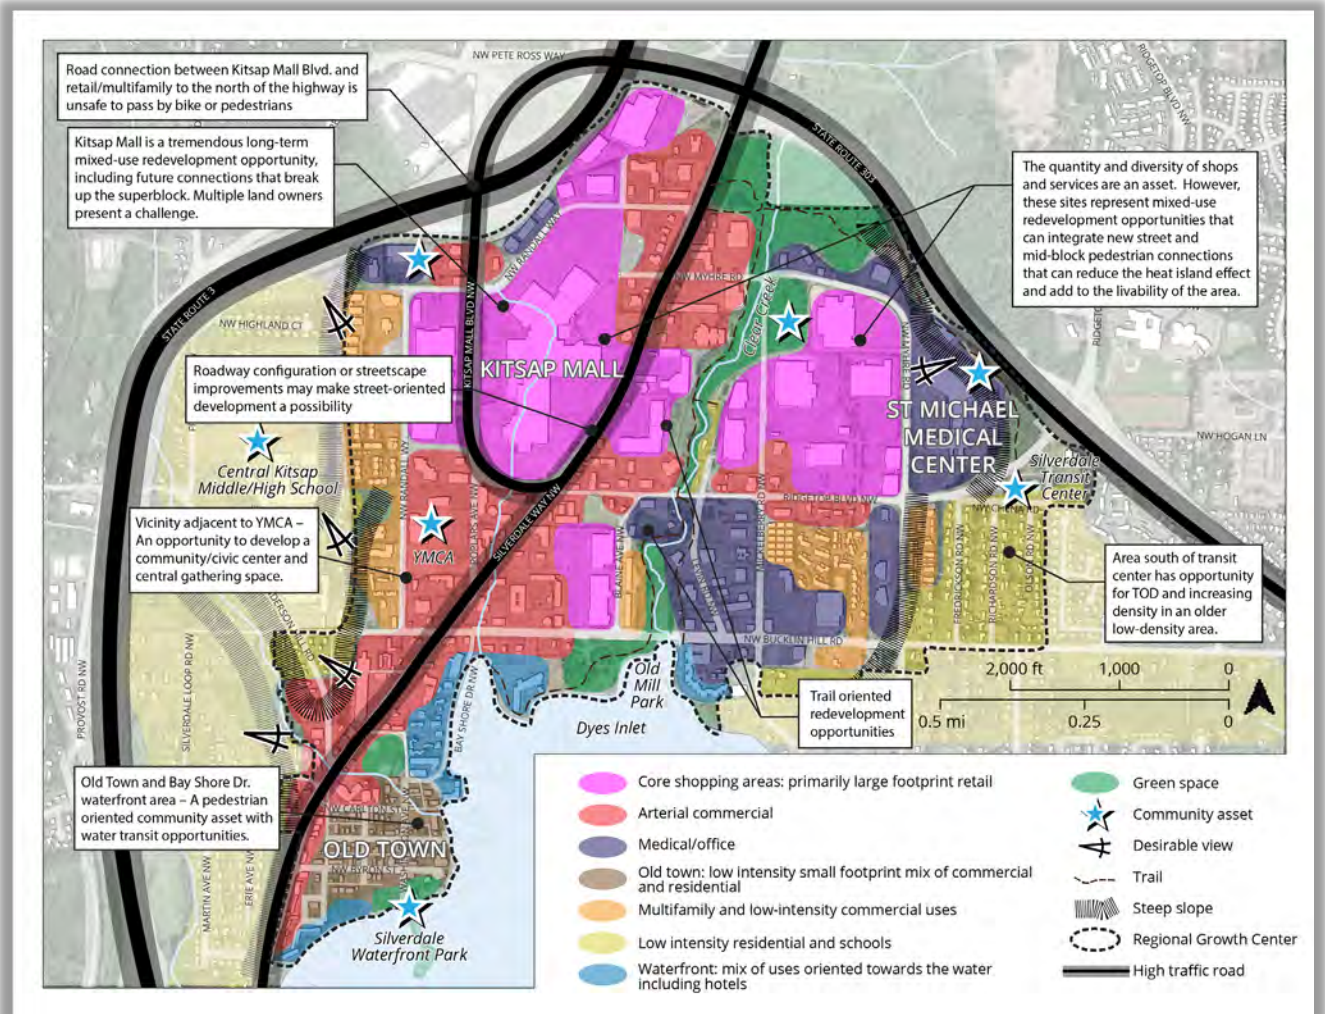 NW PETE ROSS WAY
RIDGETOP BLVD NW
Road connection between Kitsap Mall Blvd. and
retail/multifamily to the north of the highway is
unsafe to pass by bike or pedestrians
Kitsap Mall is a tremendous long-term
mixed-use redevelopment opportunity,
including future connections that break
up the superblock. Multiple land owners
present a challenge.
STATE ROUTE 303
The quantity and diversity of shops
and services are an asset. However,
these sites represent mixed-use
redevelopment opportunities that
can integrate new street and
mid-block pedestrian connections
that can reduce the heat island effect
and add to the livability of the area.
NW RANDALL WAY
NW MYHRE RD
STATE ROUTE 3
NW HIGHLAND CT
KITSAP MALL BLVD NW
Clear Creek
Roadway configuration or streetscape
improvements may make street-oriented
development a possibility
KITSAP MALL
ST MICHAEL
MEDICAL
CENTER
NW HOGAN LN
Central Kitsap
Middle/High School
Silverdale
Transit
Center
NW RANDALL WY
RIDGETOP BLVD NW
Vicinity adjacent to YMCA –
An opportunity to develop a
community/civic center and
central gathering space.
YMCA
SILVERDALE WAY NW
BLAINE AVE NW
MICKLEBERRY RD NW
LEVIN RD NW
FREDRICKSON RD NW
RICHARDSON RD NW
OLSON RD NW
Area south of transit
center has opportunity
for TOD and increasing
density in an older
low-density area.
NW BUCKLIN HILL RD
PROVOST RD NW
SILVERDALE LOOP RD NW
BAY SHORE DR NW
Old
Mill
Park
Dyes Inlet
Trail oriented
redevelopment
opportunities
2,000 ft 1,000 0
0.5 mi 0.25 0
Old Town and Bay Shore Dr.
waterfront area – A pedestrian
oriented community asset with
water transit opportunities.
NW CARLTON ST
OLD TOWN
NW BYRON ST
MARTIN AVE NW
ERIE AVE NW
Silverdale
Waterfront Park
Core shopping areas: primarily large footprint retail
Arterial commercial
Medical/office
Old town: low intensity small footprint mix of commercial
and residential
Multifamily and low-intensity commercial uses
Low intensity residential and schools
Waterfront: mix of uses oriented towards the water
including hotels
Green space
Community asset
Desirable view
Trail
Steep slope
Regional Growth Center
High traffic road